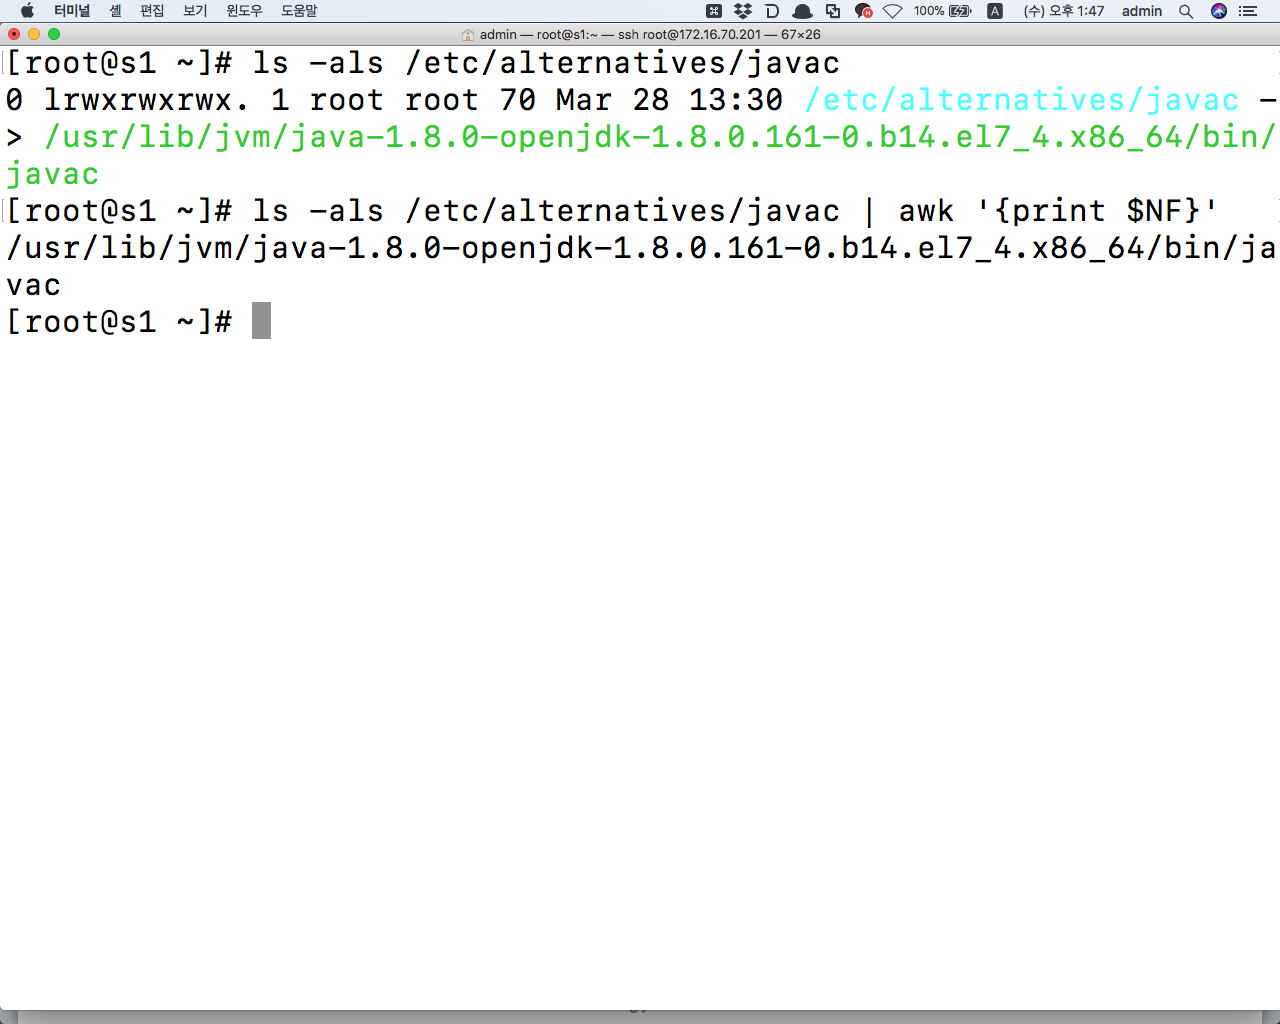 터미널 셸 편집 보기 윈도우 도움말 100% A (수) 오후 1:47 admin
admin — root@s1:~ — ssh root@172.16.70.201 — 67×26
[root@s1 ~]# ls -als /etc/alternatives/javac
0 lrwxrwxrwx. 1 root root 70 Mar 28 13:30 /etc/alternatives/javac -
> /usr/lib/jvm/java-1.8.0-openjdk-1.8.0.161-0.b14.el7_4.x86_64/bin/
javac
[root@s1 ~]# ls -als /etc/alternatives/javac | awk '{print $NF}'
/usr/lib/jvm/java-1.8.0-openjdk-1.8.0.161-0.b14.el7_4.x86_64/bin/ja
vac
[root@s1 ~]#